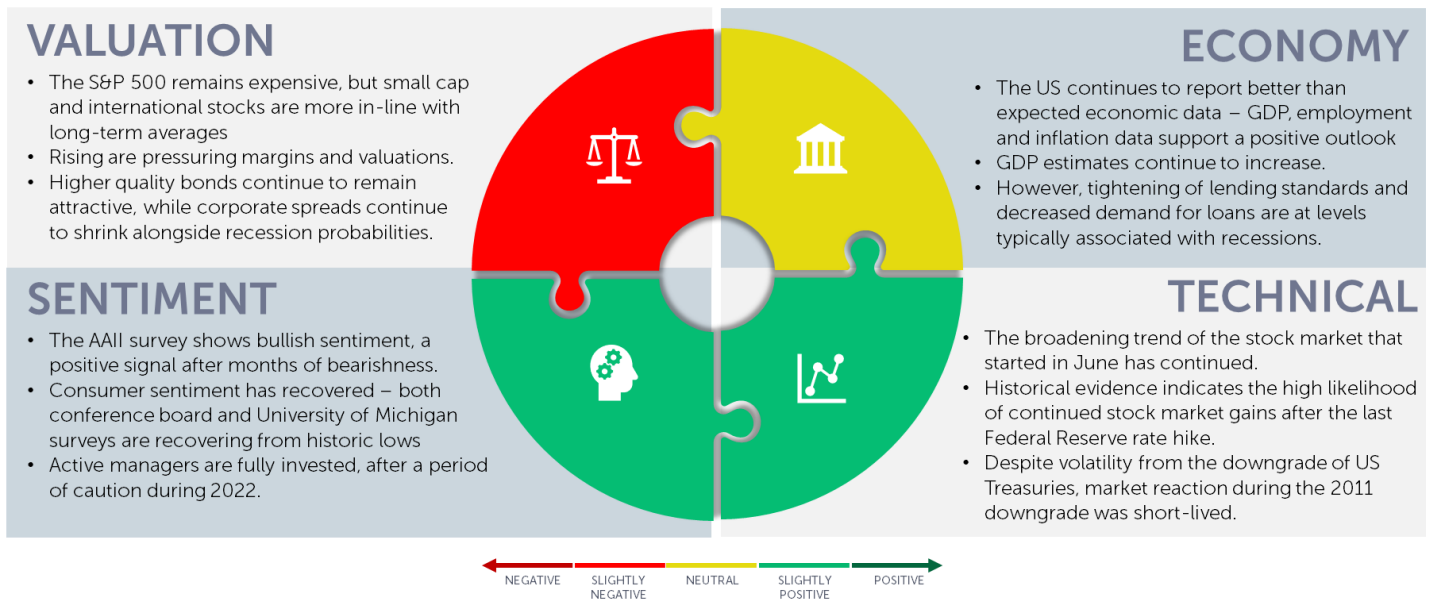 VALUATION
• The S&P 500 remains expensive, but small cap
and international stocks are more in-line with
long-term averages
• Rising are pressuring margins and valuations.
• Higher quality bonds continue to remain
attractive, while corporate spreads continue
to shrink alongside recession probabilities.
ECONOMY
• The US continues to report better than
expected economic data – GDP, employment
and inflation data support a positive outlook
• GDP estimates continue to increase.
• However, tightening of lending standards and
decreased demand for loans are at levels
typically associated with recessions.
SENTIMENT
• The AAII survey shows bullish sentiment, a
positive signal after months of bearishness.
• Consumer sentiment has recovered – both
conference board and University of Michigan
surveys are recovering from historic lows
• Active managers are fully invested, after a period
of caution during 2022.
TECHNICAL
• The broadening trend of the stock market that
started in June has continued.
• Historical evidence indicates the high likelihood
of continued stock market gains after the last
Federal Reserve rate hike.
• Despite volatility from the downgrade of US
Treasuries, market reaction during the 2011
downgrade was short-lived.
NEGATIVE
SLIGHTLY
NEGATIVE
NEUTRAL
SLIGHTLY
POSITIVE
POSITIVE